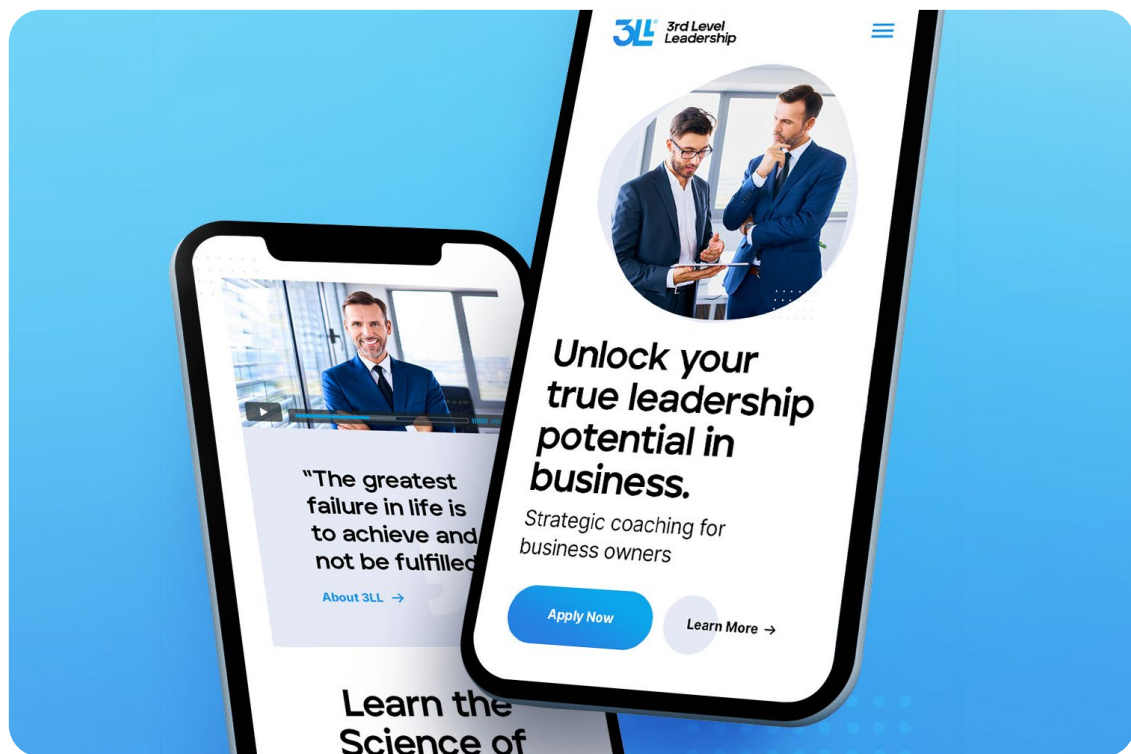 3LL
3rd Level
Leadership
Unlock your
true leadership
potential in
business.
Strategic coaching for
business owners
Apply Now
Learn More →
"The greatest
failure in life is
to achieve and
not be fulfilled
About 3LL →
Learn the
Science of